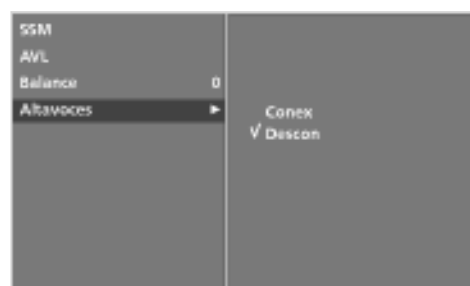 SSM
AVL
Balance 0
Altavoces ►
Conex
√ Descon